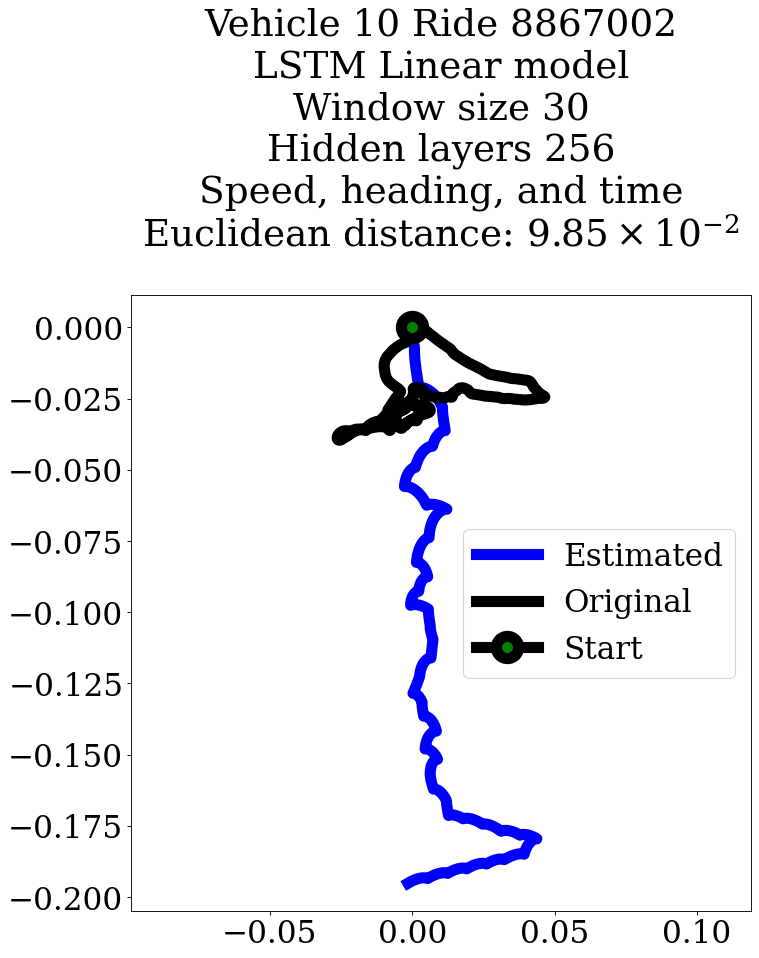 Vehicle 10 Ride 8867002
LSTM Linear model
Window size 30
Hidden layers 256
Speed, heading, and time
Euclidean distance: 9.85 × 10⁻²
0.000
−0.025
−0.050
−0.075
−0.100
−0.125
−0.150
−0.175
−0.200
Estimated
Original
Start
−0.05 0.00 0.05 0.10